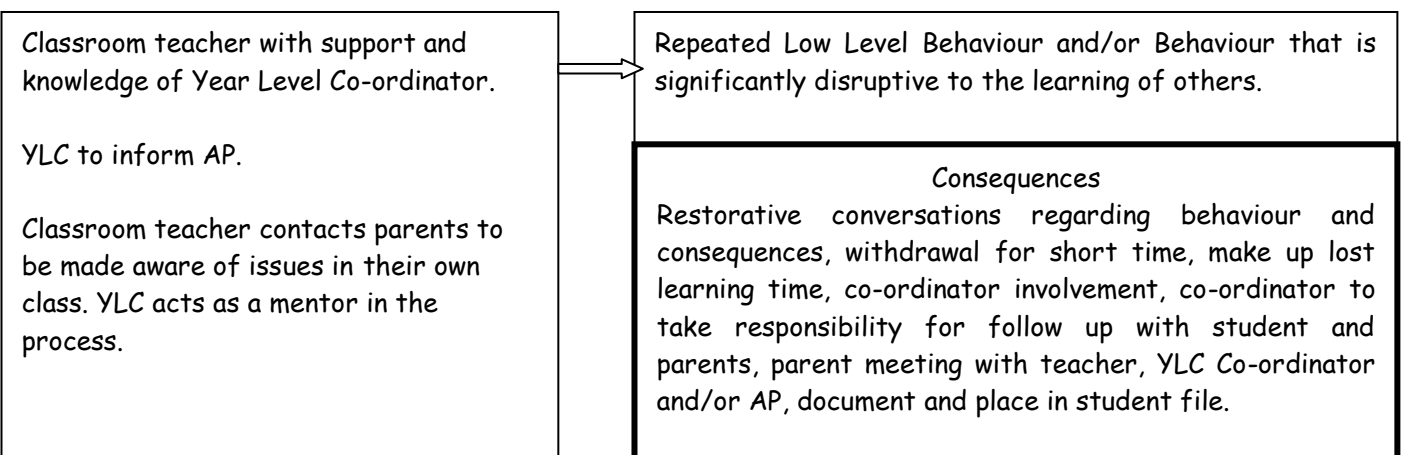 Classroom teacher with support and
knowledge of Year Level Co-ordinator.
YLC to inform AP.
Classroom teacher contacts parents to
be made aware of issues in their own
class. YLC acts as a mentor in the
process.
Repeated Low Level Behaviour and/or Behaviour that is
significantly disruptive to the learning of others.
Consequences
Restorative conversations regarding behaviour and
consequences, withdrawal for short time, make up lost
learning time, co-ordinator involvement, co-ordinator to
take responsibility for follow up with student and
parents, parent meeting with teacher, YLC Co-ordinator
and/or AP, document and place in student file.